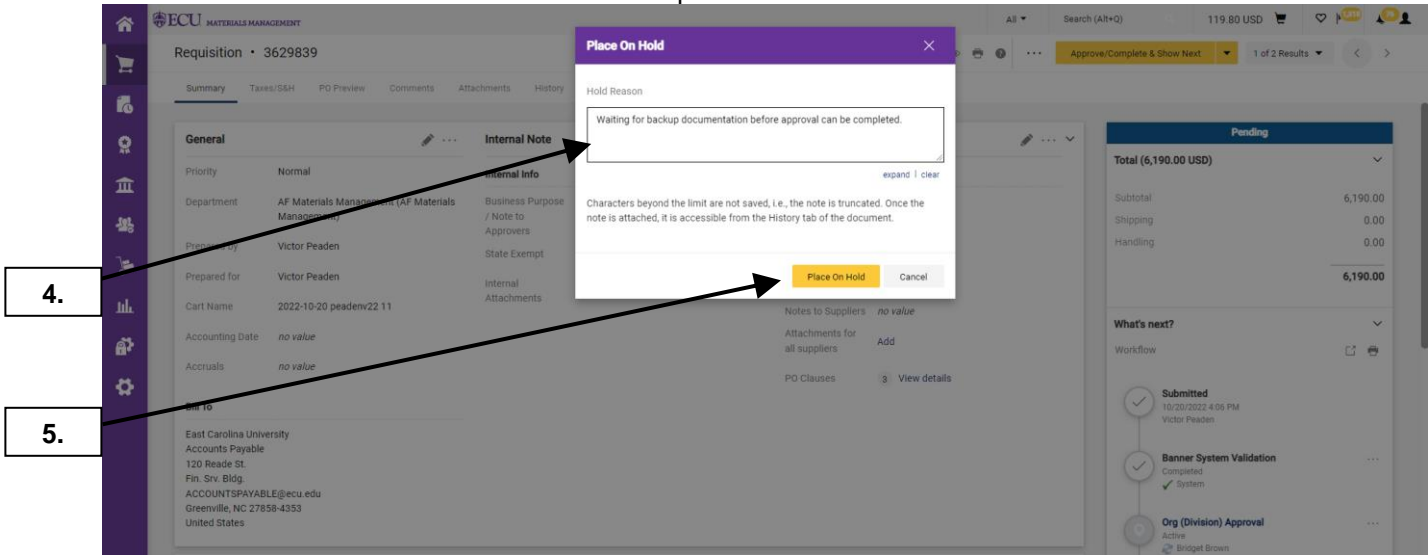 ECU MATERIALS MANAGEMENT
All
Search (Alt+Q)
119.80 USD
Requisition • 3629839
Approve/Complete & Show Next
1 of 2 Results
Summary Taxes/S&H PO Preview Comments Attachments History
Place On Hold
Hold Reason
Waiting for backup documentation before approval can be completed.
expand | clear
Characters beyond the limit are not saved, i.e., the note is truncated. Once the
note is attached, it is accessible from the History tab of the document.
Place On Hold Cancel
4.
5.
General
Priority Normal
Department AF Materials Management (AF Materials
Management)
Prepared by Victor Peaden
Prepared for Victor Peaden
Cart Name 2022-10-20 peadenv22 11
Accounting Date no value
Accruals no value
Bill To
East Carolina University
Accounts Payable
120 Reade St.
Fin. Srv. Bldg.
ACCOUNTSPAYABLE@ecu.edu
Greenville, NC 27858-4353
United States
Internal Note
Internal Info
Business Purpose
/ Note to
Approvers
State Exempt
Internal
Attachments
Notes to Suppliers no value
Attachments for
all suppliers
Add
PO Clauses 3 View details
Pending
Total (6,190.00 USD)
Subtotal 6,190.00
Shipping 0.00
Handling 0.00
6,190.00
What's next?
Workflow
Submitted
10/20/2022 4:06 PM
Victor Peaden
Banner System Validation
Completed
System
Org (Division) Approval
Active
Bridget Brown